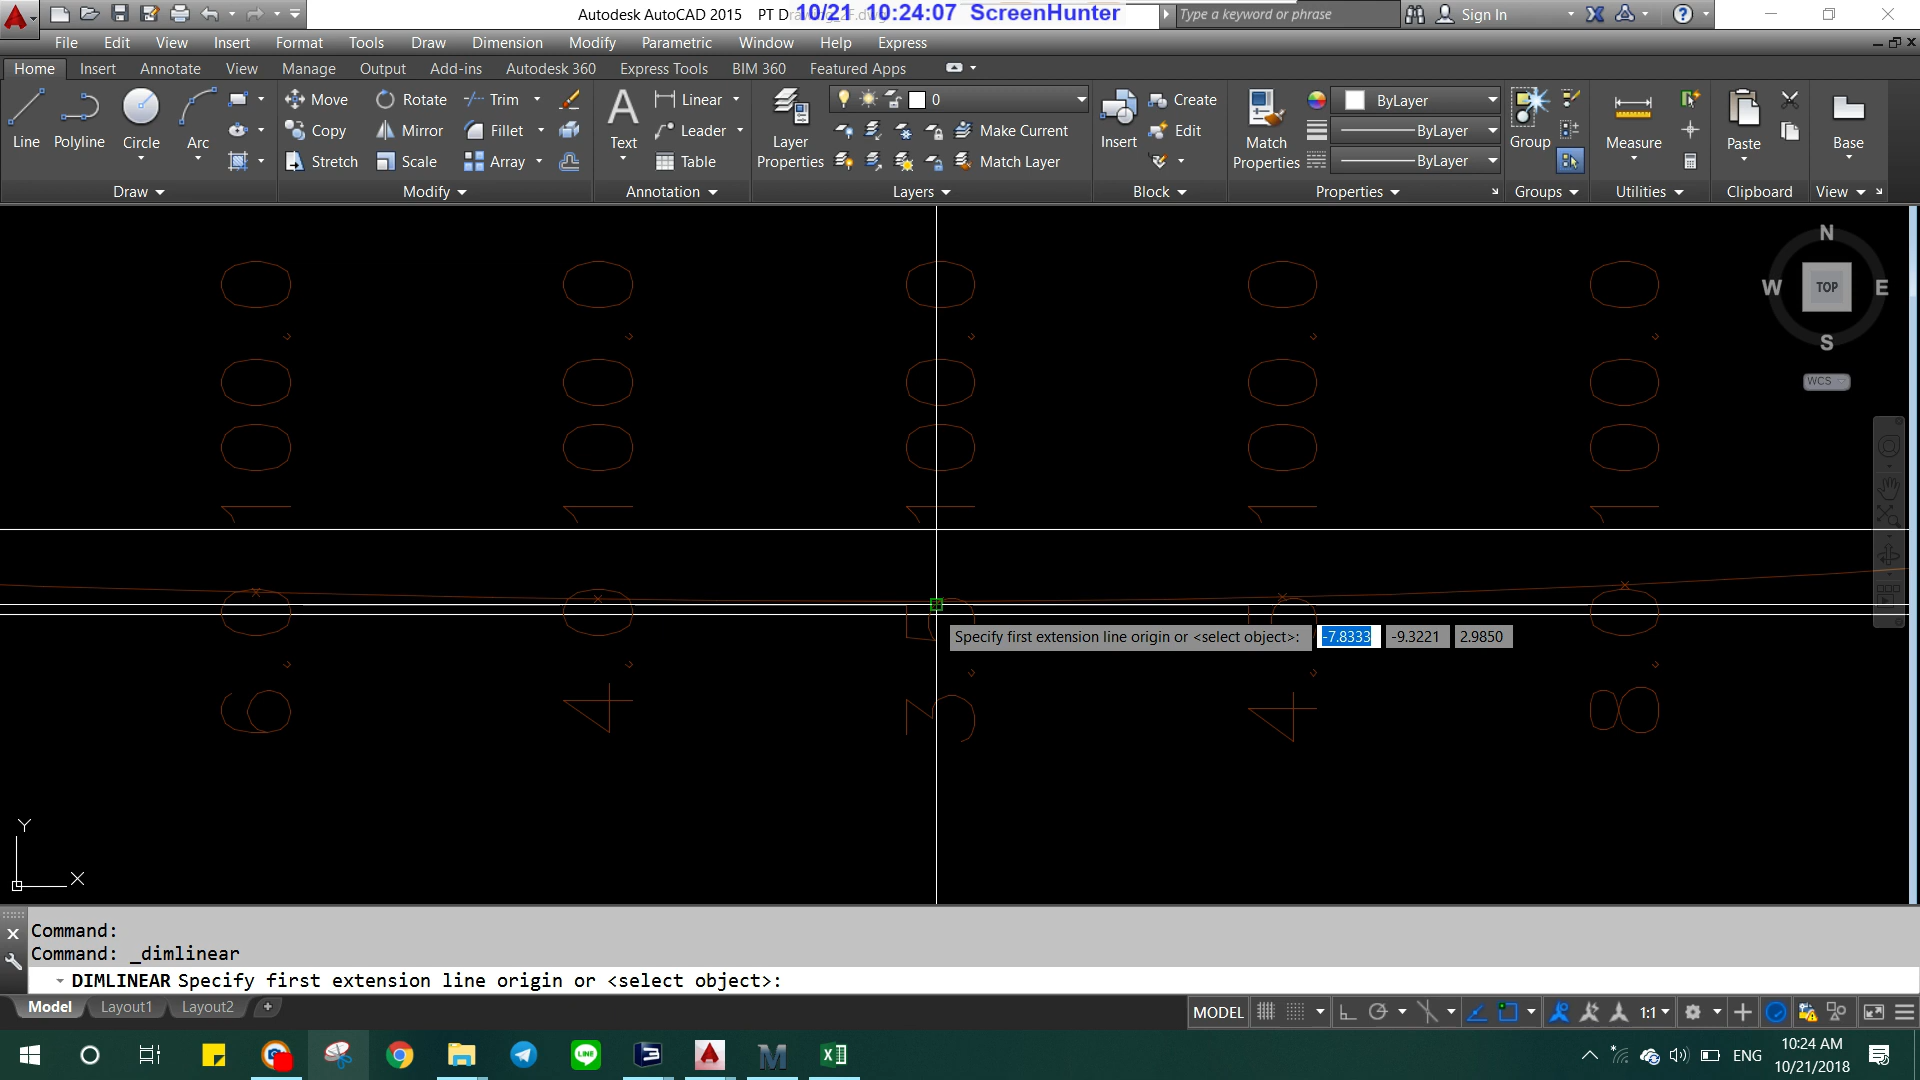 Autodesk AutoCAD 2015 PT D
10/21 10:24:07 ScreenHunter
Type a keyword or phrase
Sign In
File Edit View Insert Format Tools Draw Dimension Modify Parametric Window Help Express
Home Insert Annotate View Manage Output Add-ins Autodesk 360 Express Tools BIM 360 Featured Apps
Move Rotate Trim Linear 0 Create ByLayer
Copy Mirror Fillet Leader Make Current Edit ByLayer
Line Polyline Circle Arc Text Layer Insert Match Group Measure Paste Base
Stretch Scale Array Table Properties Match Layer Properties ByLayer
Draw Modify Annotation Layers Block Properties Groups Utilities Clipboard View
N
W TOP E
S
WCS
Specify first extension line origin or <select object>: -7.8333 -9.3221 2.9850
Y
X
Command:
Command: _dimlinear
DIMLINEAR Specify first extension line origin or <select object>:
Model Layout1 Layout2 +
MODEL 1:1
ENG 10:24 AM
10/21/2018